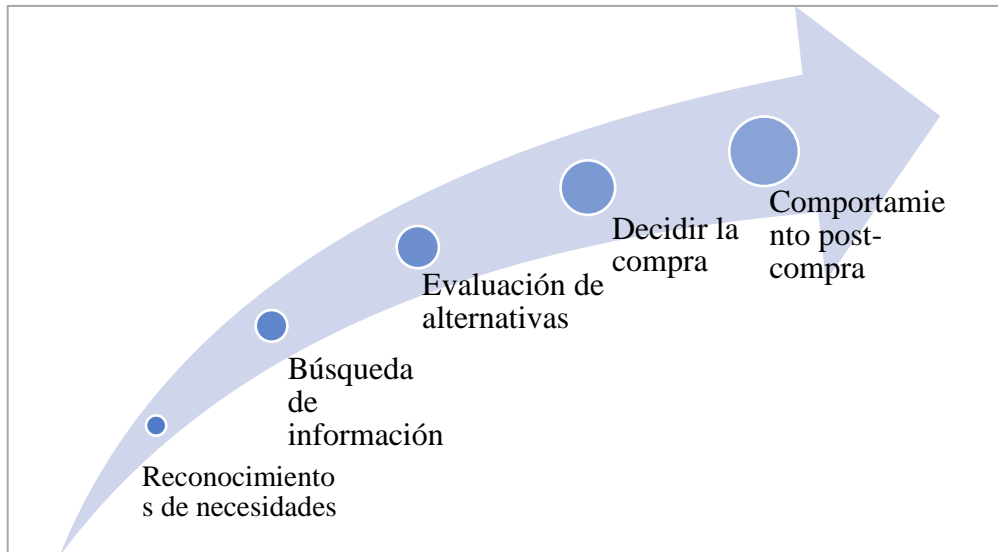 Reconocimiento
s de necesidades
Búsqueda
de
información
Evaluación de
alternativas
Decidir la
compra
Comportamie
nto post-
compra